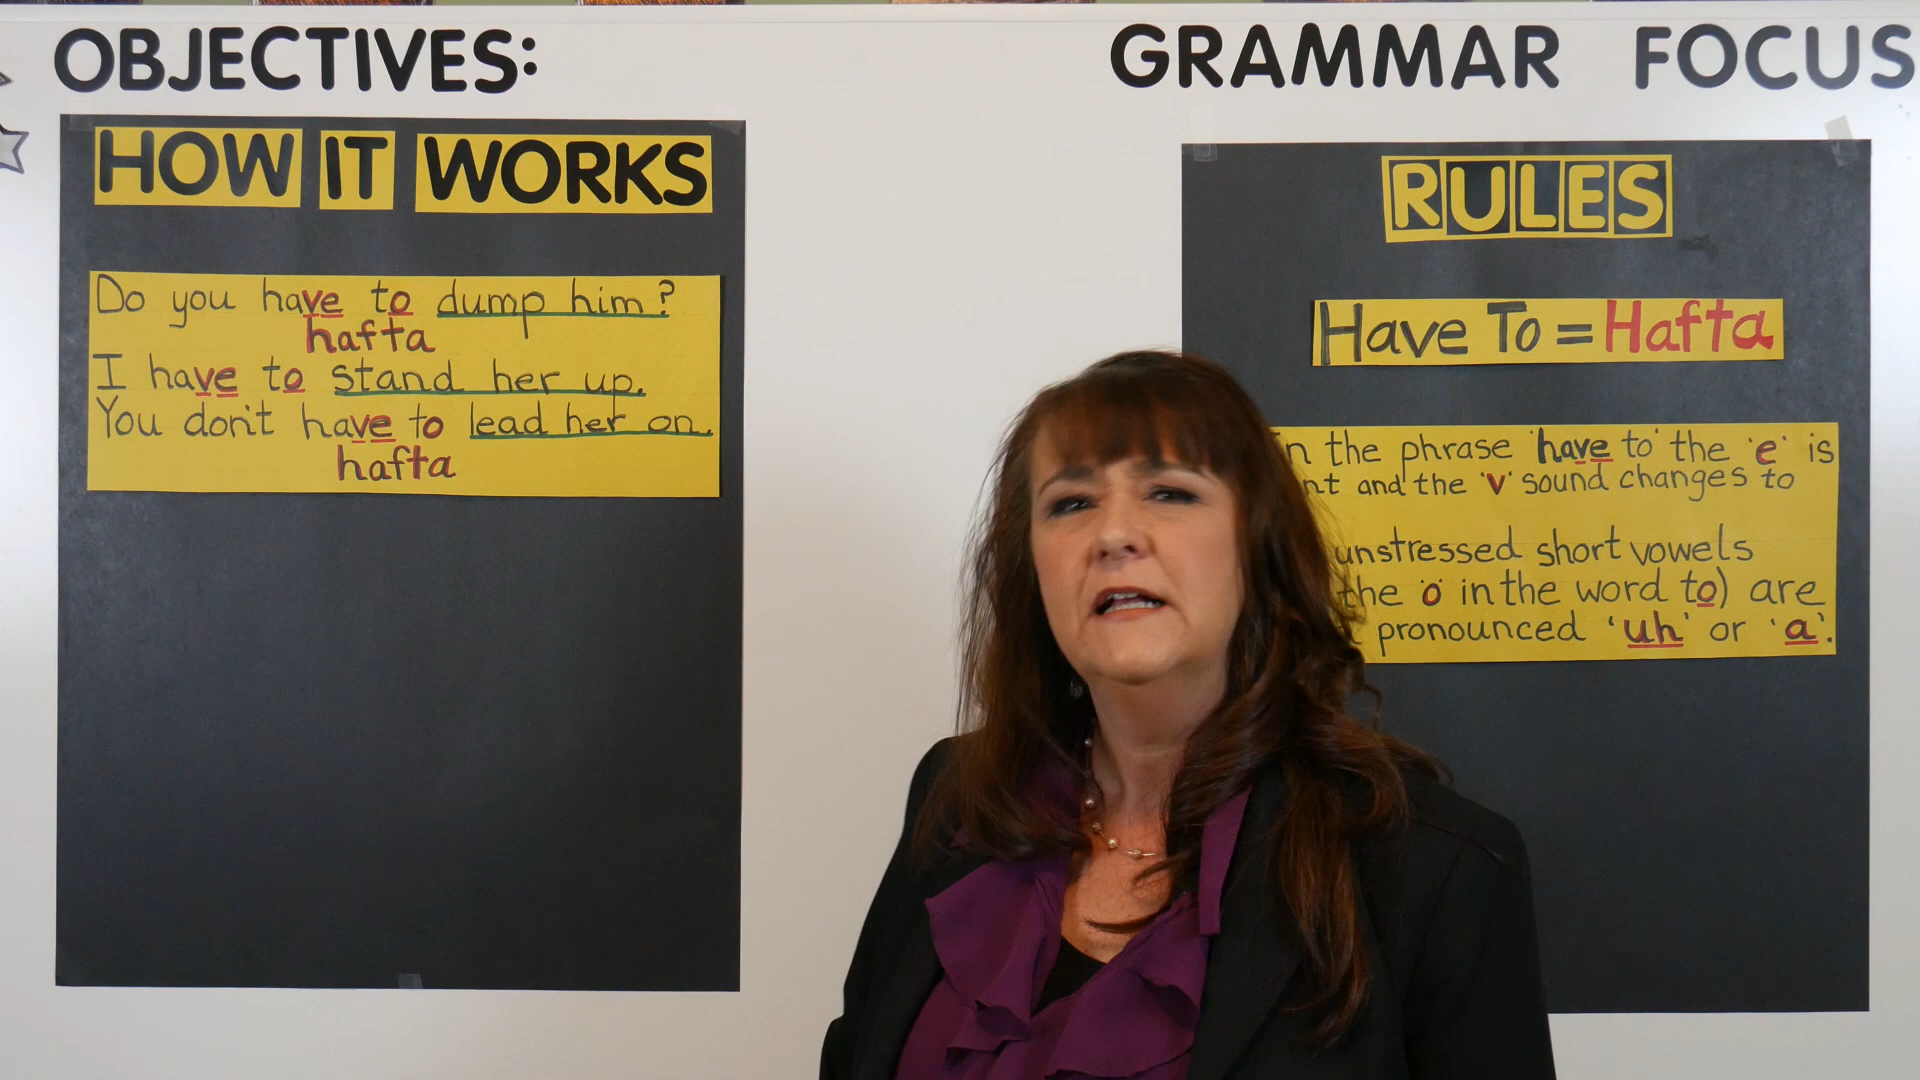 OBJECTIVES:
HOW IT WORKS
Do you have to dump him?
hafta
I have to stand her up.
You don't have to lead her on.
hafta
GRAMMAR FOCUS
RULES
Have To = Hafta
the phrase 'have to' the 'e' is
and the 'v' sound changes to
unstressed short vowels
the 'o' in the word to) are
pronounced 'uh' or 'a'.